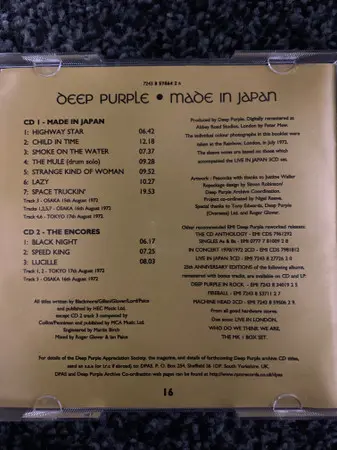 7243 8 57864 2 x
DEEP PURPLE • MADE IN JAPAN
CD 1 - MADE IN JAPAN
1: HIGHWAY STAR 06.42
2: CHILD IN TIME 12.18
3: SMOKE ON THE WATER 07.37
4: THE MULE (drum solo) 09.28
5: STRANGE KIND OF WOMAN 09.52
6: LAZY 10.27
7: SPACE TRUCKIN' 19.53
Track 3 - OSAKA 15th August 1972
Track 1,2,5,7 - OSAKA 16th August 1972
Track 4,6 - TOKYO 17th August 1972
CD 2 - THE ENCORES
1: BLACK NIGHT 06.17
2: SPEED KING 07.25
3: LUCILLE 08.03
Track 1, 2 - TOKYO 17th August 1972
Track 3 - OSAKA 16th August 1972
All titles written by Blackmore/Gillan/Glover/Lord/Paice
and published by HEC Music Ltd.
except CD 2 track 3 composed by
Collins/Penniman and published by MCA Music Ltd.
Engineered by Martin Birch
Mixed by Roger Glover & Ian Paice
Produced by Deep Purple. Digitally remastered at
Abbey Road Studios, London by Peter Mew.
The individual colour photographs in this booklet were
taken at the Rainbow, London, in July 1972.
The sleeve notes are based on those which
accompanied the LIVE IN JAPAN 3CD set.
Artwork : Pazooka with thanks to Justine Waller
Repackage design by Simon Robinson/
Deep Purple Archive Coordination.
Project co-ordinated by Nigel Reeve.
Special thanks to Tony Edwards, Deep Purple
(Overseas) Ltd. and Roger Glover.
Other recommended EMI Deep Purple rereleases:
THE CD ANTHOLOGY - EMI CDS 7961292
SINGLES As & Bs - EMI 0777 7 81009 2 8
IN CONCERT 1970/1972 2CD - EMI CDS 7981812
LIVE IN JAPAN 3CD - EMI 7243 8 27726 2 0
25th ANNIVERSARY EDITIONS of the following albums,
remastered with bonus tracks, are available on CD and LP:
DEEP PURPLE IN ROCK - EMI 7243 8 34019 2 5
FIREBALL - EMI 7243 8 53711 2 7
MACHINE HEAD 2CD - EMI 7243 8 59506 2 9.
From all good hardware stores.
Due soon: LIVE IN LONDON,
WHO DO WE THINK WE ARE,
THE MK 1 BOX SET.
For details of the Deep Purple Appreciation Society, the magazine, and details of forthcoming Deep Purple archive CD titles,
send an s.a.e. (or I.R.C if abroad) to: DPAS, P. O. Box 254, Sheffield S6 1DF, South Yorkshire, UK.
DPAS and Deep Purple Archive Co-ordination web pages can be found at http://www.rpmrecords.co.uk/dpas
16